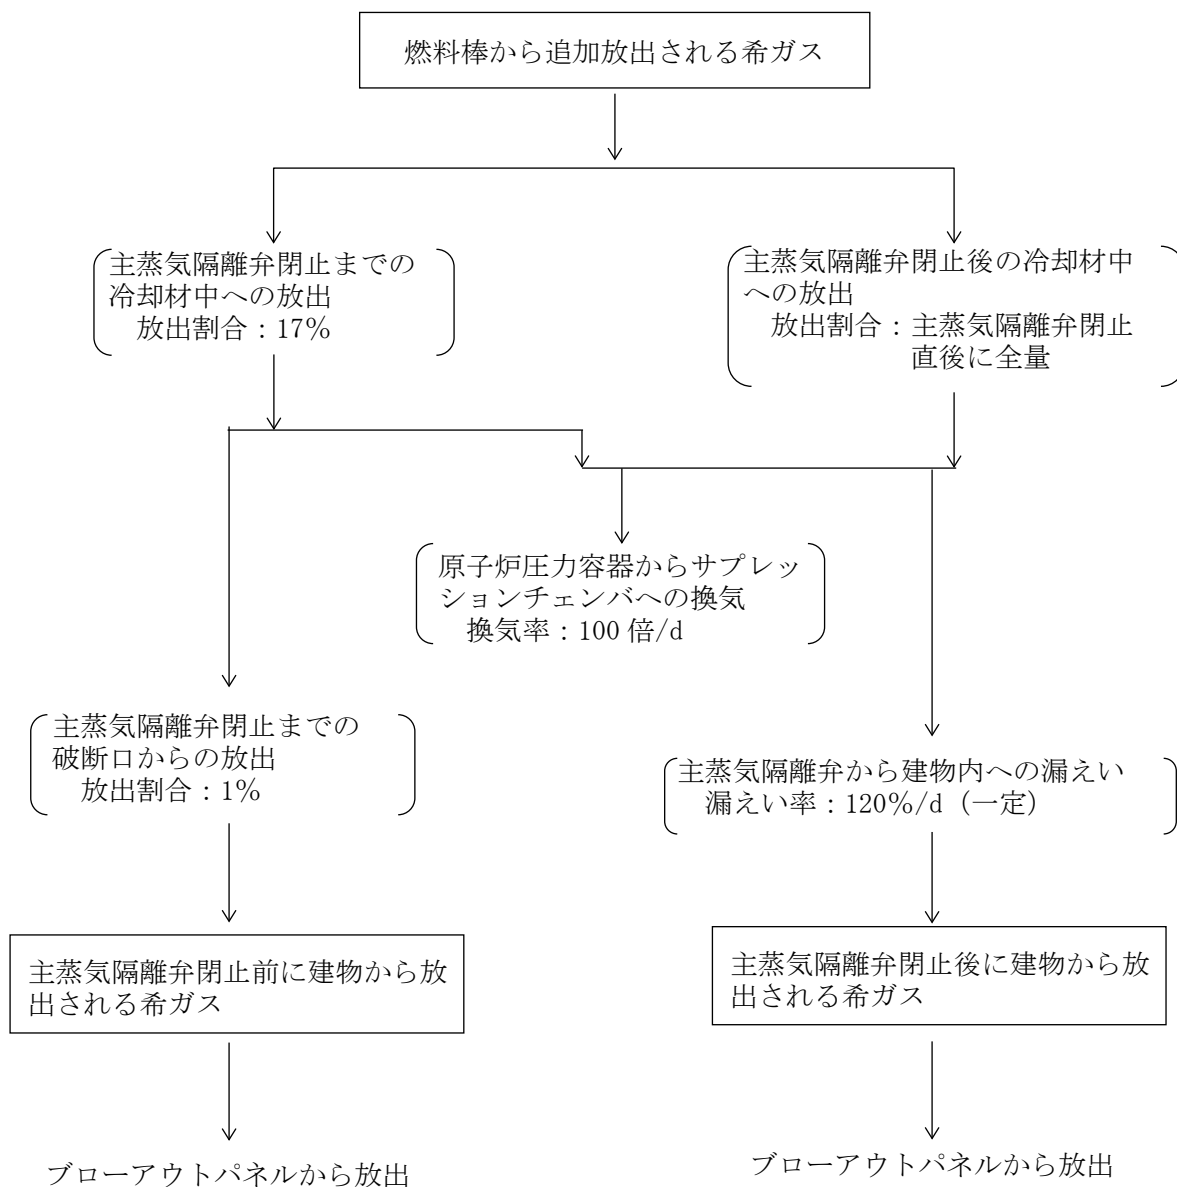 燃料棒から追加放出される希ガス
主蒸気隔離弁閉止までの
冷却材中への放出
放出割合：17％
主蒸気隔離弁閉止後の冷却材中
への放出
放出割合：主蒸気隔離弁閉止
直後に全量
原子炉圧力容器からサプレッ
ションチェンバへの換気
換気率：100 倍/d
主蒸気隔離弁閉止までの
破断口からの放出
放出割合：1％
主蒸気隔離弁から建物内への漏えい
漏えい率：120％/d（一定）
主蒸気隔離弁閉止前に建物から放
出される希ガス
主蒸気隔離弁閉止後に建物から放
出される希ガス
ブローアウトパネルから放出
ブローアウトパネルから放出